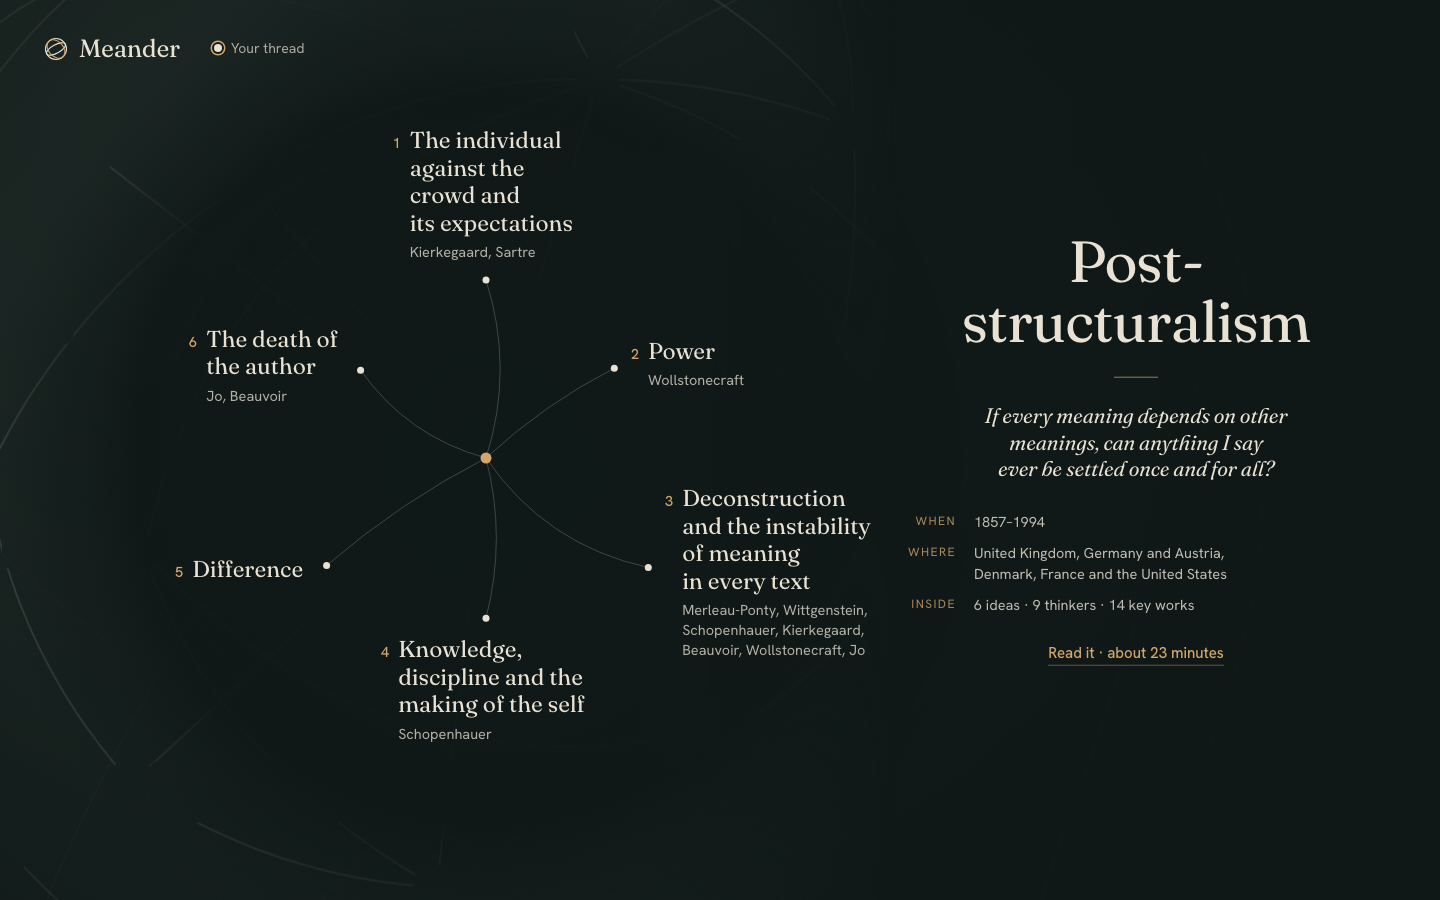 Meander
Your thread
1 The individual
against the
crowd and
its expectations
Kierkegaard, Sartre
2 Power
Wollstonecraft
3 Deconstruction
and the instability
of meaning
in every text
Merleau-Ponty, Wittgenstein,
Schopenhauer, Kierkegaard,
Beauvoir, Wollstonecraft, Jo
4 Knowledge,
discipline and the
making of the self
Schopenhauer
5 Difference
6 The death of
the author
Jo, Beauvoir
Post-
structuralism
If every meaning depends on other
meanings, can anything I say
ever be settled once and for all?
WHEN 1857–1994
WHERE United Kingdom, Germany and Austria,
Denmark, France and the United States
INSIDE 6 ideas · 9 thinkers · 14 key works
Read it · about 23 minutes